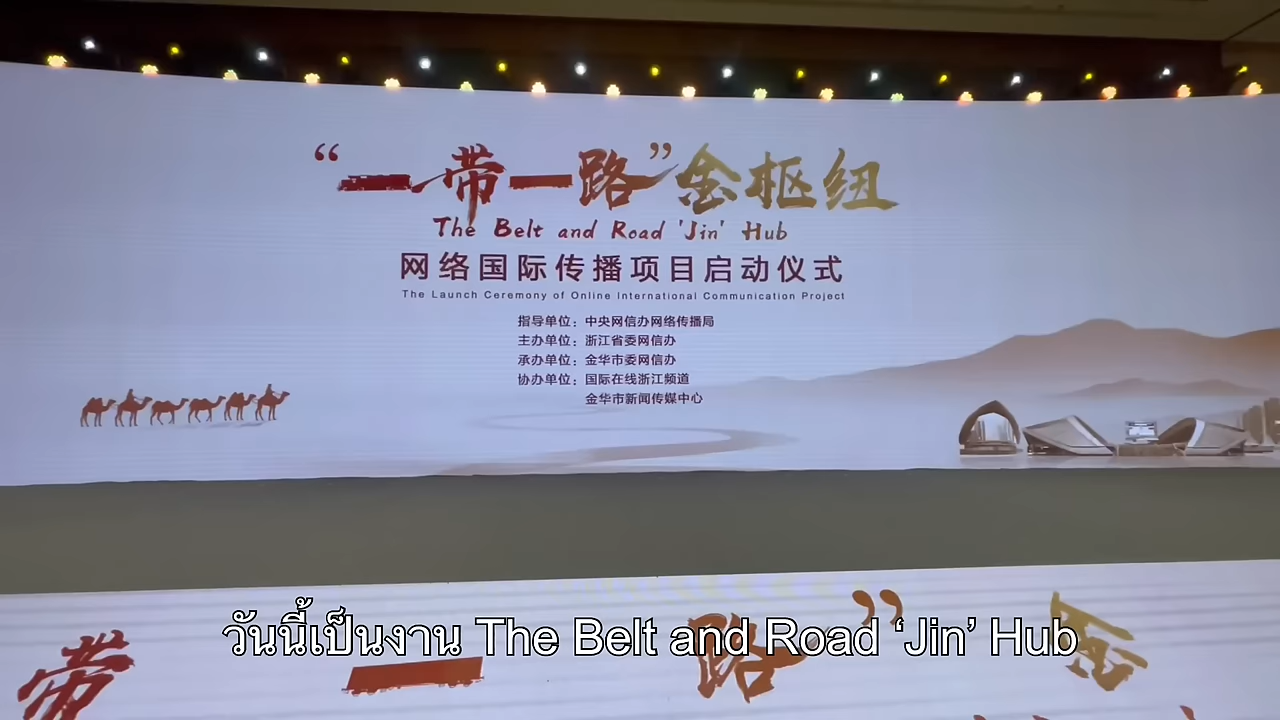 “一带一路”金枢纽
The Belt and Road 'Jin' Hub
网络国际传播项目启动仪式
The Launch Ceremony of Online International Communication Project
指导单位：中央网信办网络传播局
主办单位：浙江省委网信办
承办单位：金华市委网信办
协办单位：国际在线浙江频道
金华市新闻传媒中心
带一路”金
วันนี้เป็นงาน The Belt and Road ‘Jin’ Hub